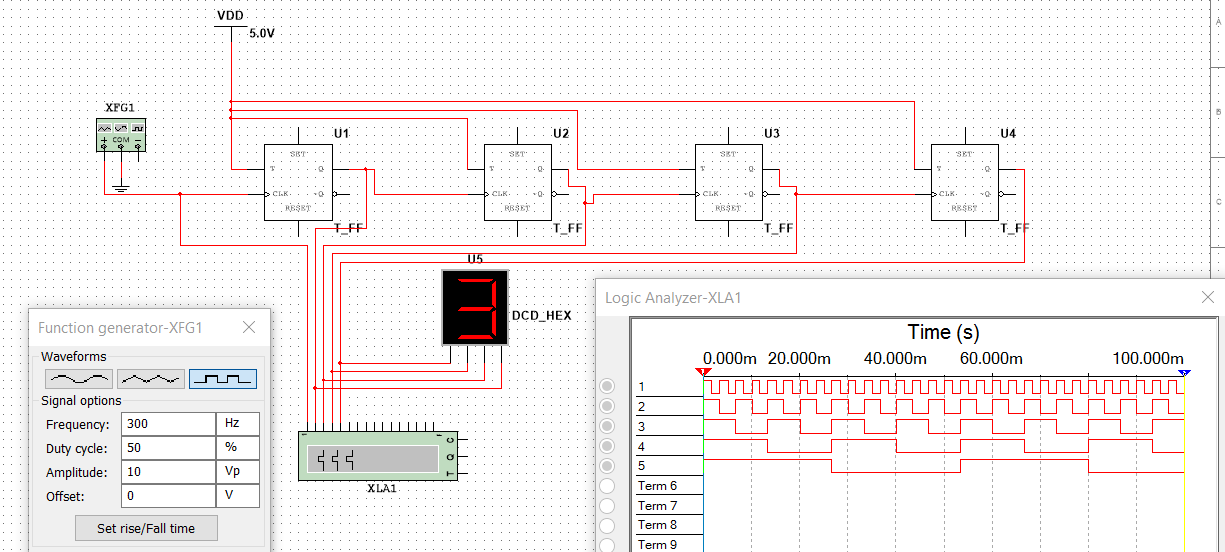 VDD
5.0V
XFG1
COM
U1
SET
T Q
CLK ~Q
RESET
T_FF
U2
SET
T Q
CLK ~Q
RESET
T_FF
U3
SET
T Q
CLK ~Q
RESET
T_FF
U4
SET
T Q
CLK ~Q
RESET
T_FF
A
B
C
U5
3
DCD_HEX
XLA1
C
Q
T
Function generator-XFG1
Waveforms
Signal options
Frequency: 300 Hz
Duty cycle: 50 %
Amplitude: 10 Vp
Offset: 0 V
Set rise/Fall time
Logic Analyzer-XLA1
Time (s)
0.000m 20.000m 40.000m 60.000m 100.000m
1
2
3
4
5
Term 6
Term 7
Term 8
Term 9